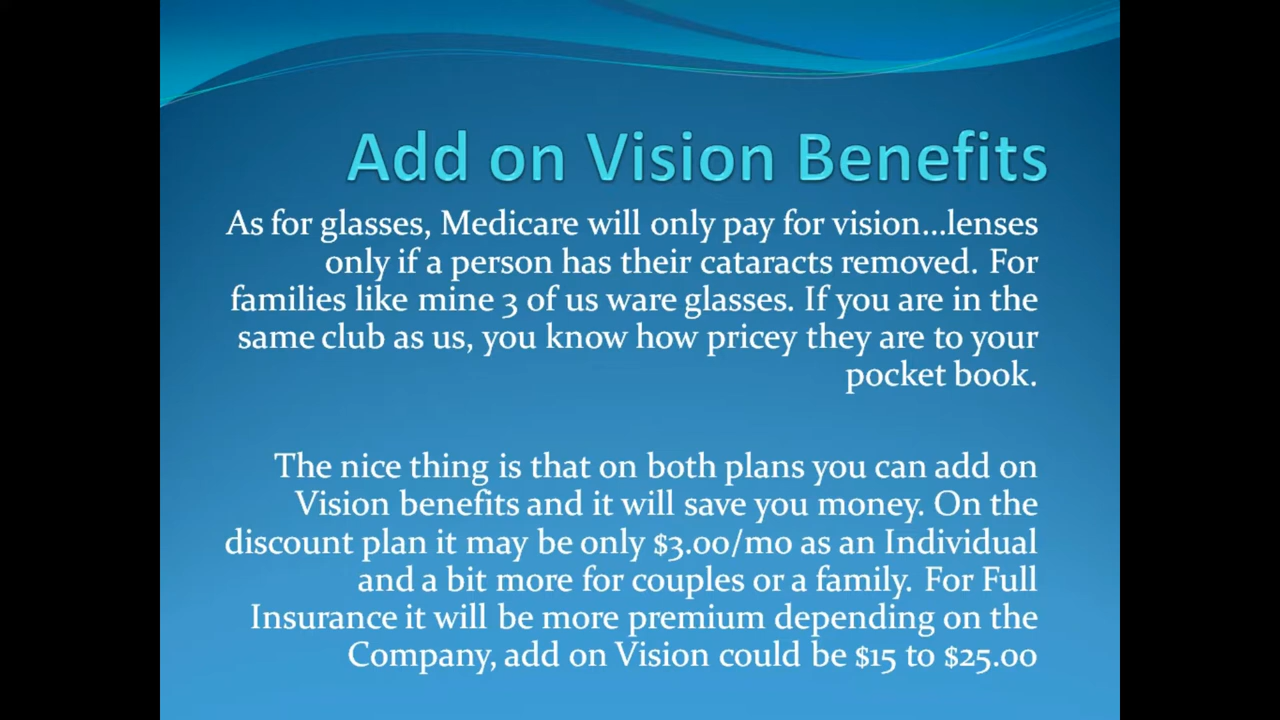 Add on Vision Benefits
As for glasses, Medicare will only pay for vision...lenses
only if a person has their cataracts removed. For
families like mine 3 of us ware glasses. If you are in the
same club as us, you know how pricey they are to your
pocket book.
The nice thing is that on both plans you can add on
Vision benefits and it will save you money. On the
discount plan it may be only $3.00/mo as an Individual
and a bit more for couples or a family. For Full
Insurance it will be more premium depending on the
Company, add on Vision could be $15 to $25.00